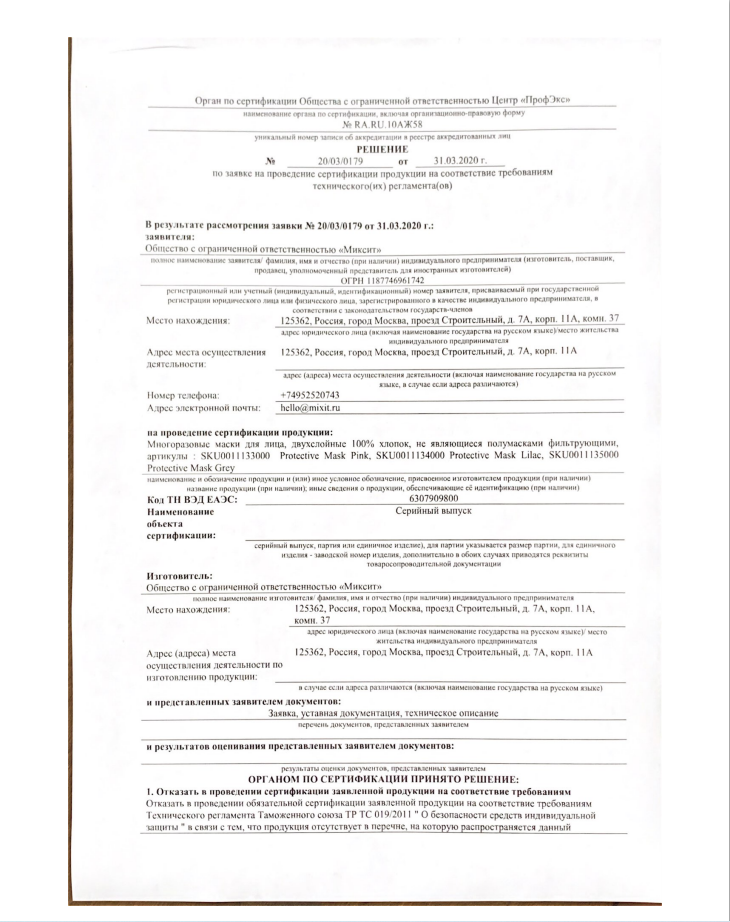 Орган по сертификации Общества с ограниченной ответственностью Центр «ПрофЭкс»
наименование органа по сертификации, включая организационно-правовую форму
№ RA.RU.10АЖ58
уникальный номер записи об аккредитации в реестре аккредитованных лиц
РЕШЕНИЕ
№ 20/03/0179 от 31.03.2020 г.
по заявке на проведение сертификации продукции на соответствие требованиям
технического(их) регламента(ов)
В результате рассмотрения заявки № 20/03/0179 от 31.03.2020 г.:
заявителя:
Общество с ограниченной ответственностью «Миксит»
полное наименование заявителя/ фамилия, имя и отчество (при наличии) индивидуального предпринимателя (изготовитель, поставщик,
продавец, уполномоченный представитель для иностранных изготовителей)
ОГРН 1187746961742
регистрационный или учетный (индивидуальный, идентификационный) номер заявителя, присваиваемый при государственной
регистрации юридического лица или физического лица, зарегистрированного в качестве индивидуального предпринимателя, в
соответствии с законодательством государств-членов
Место нахождения: 125362, Россия, город Москва, проезд Строительный, д. 7А, корп. 11А, комн. 37
адрес юридического лица (включая наименование государства на русском языке)/место жительства
индивидуального предпринимателя
Адрес места осуществления 125362, Россия, город Москва, проезд Строительный, д. 7А, корп. 11А
деятельности:
адрес (адреса) места осуществления деятельности (включая наименование государства на русском
языке, в случае если адреса различаются)
Номер телефона: +74952520743
Адрес электронной почты: hello@mixit.ru
на проведение сертификации продукции:
Многоразовые маски для лица, двухслойные 100% хлопок, не являющиеся полумасками фильтрующими,
артикулы : SKU0011133000 Protective Mask Pink, SKU0011134000 Protective Mask Lilac, SKU0011135000
Protective Mask Grey
наименование и обозначение продукции и (или) иное условное обозначение, присвоенное изготовителем продукции (при наличии)
название продукции (при наличии); иные сведения о продукции, обеспечивающие её идентификацию (при наличии)
Код ТН ВЭД ЕАЭС: 6307909800
Наименование Серийный выпуск
объекта
сертификации:
серийный выпуск, партия или единичное изделие), для партии указывается размер партии, для единичного
изделия - заводской номер изделия, дополнительно в обоих случаях приводятся реквизиты
товаросопроводительной документации
Изготовитель:
Общество с ограниченной ответственностью «Миксит»
полное наименование изготовителя/ фамилия, имя и отчество (при наличии) индивидуального предпринимателя
Место нахождения: 125362, Россия, город Москва, проезд Строительный, д. 7А, корп. 11А,
комн. 37
адрес юридического лица (включая наименование государства на русском языке)/ место
жительства индивидуального предпринимателя
Адрес (адреса) места 125362, Россия, город Москва, проезд Строительный, д. 7А, корп. 11А
осуществления деятельности по
изготовлению продукции:
в случае если адреса различаются (включая наименование государства на русском языке)
и представленных заявителем документов:
Заявка, уставная документация, техническое описание
перечень документов, представленных заявителем
и результатов оценивания представленных заявителем документов:
результаты оценки документов, представленных заявителем
ОРГАНОМ ПО СЕРТИФИКАЦИИ ПРИНЯТО РЕШЕНИЕ:
1. Отказать в проведении сертификации заявленной продукции на соответствие требованиям
Отказать в проведении обязательной сертификации заявленной продукции на соответствие требованиям
Технического регламента Таможенного союза ТР ТС 019/2011 " О безопасности средств индивидуальной
защиты " в связи с тем, что продукция отсутствует в перечне, на которую распространяется данный